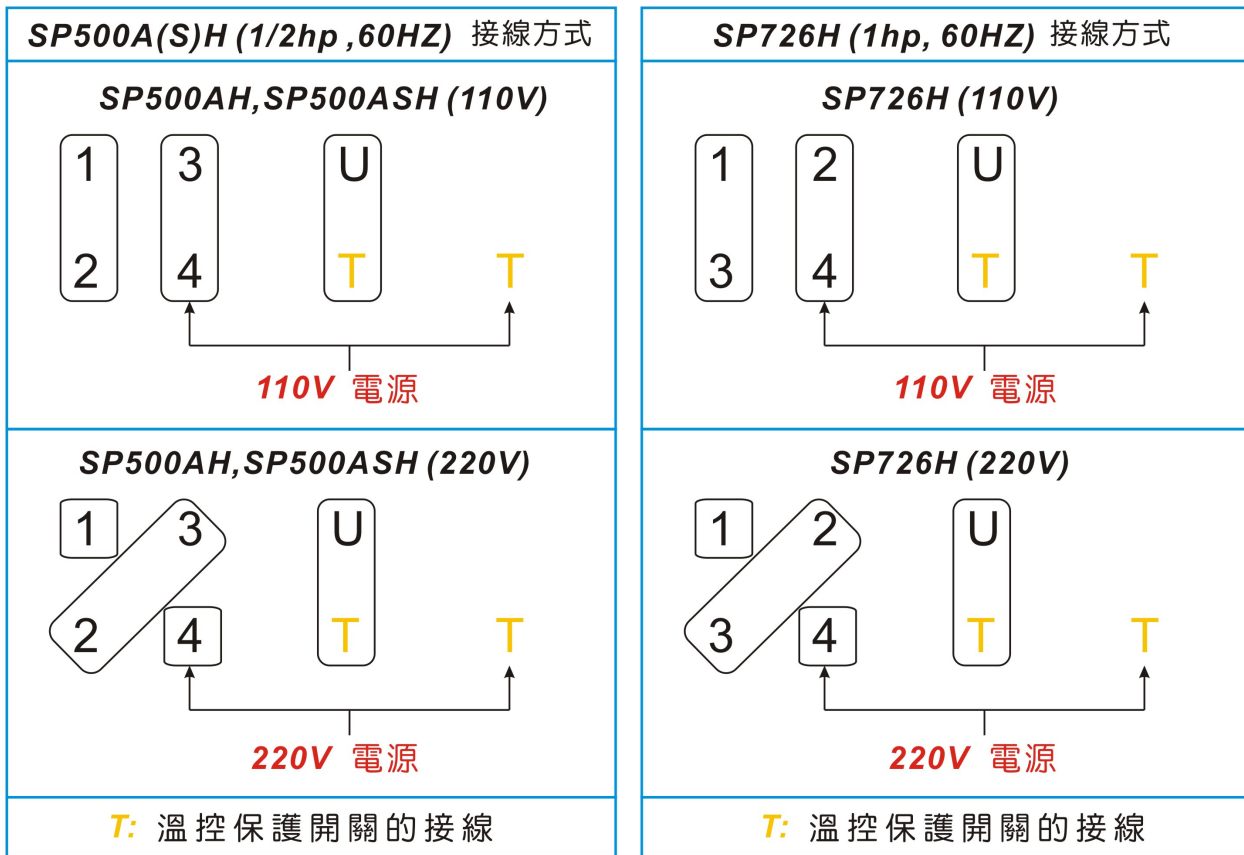 SP500A(S)H (1/2hp ,60HZ) 接線方式
SP500AH,SP500ASH (110V)
1 3 U
2 4 T T
110V 電源
SP500AH,SP500ASH (220V)
1 3 U
2 4 T T
220V 電源
T: 溫控保護開關的接線
SP726H (1hp, 60HZ) 接線方式
SP726H (110V)
1 2 U
3 4 T T
110V 電源
SP726H (220V)
1 2 U
3 4 T T
220V 電源
T: 溫控保護開關的接線